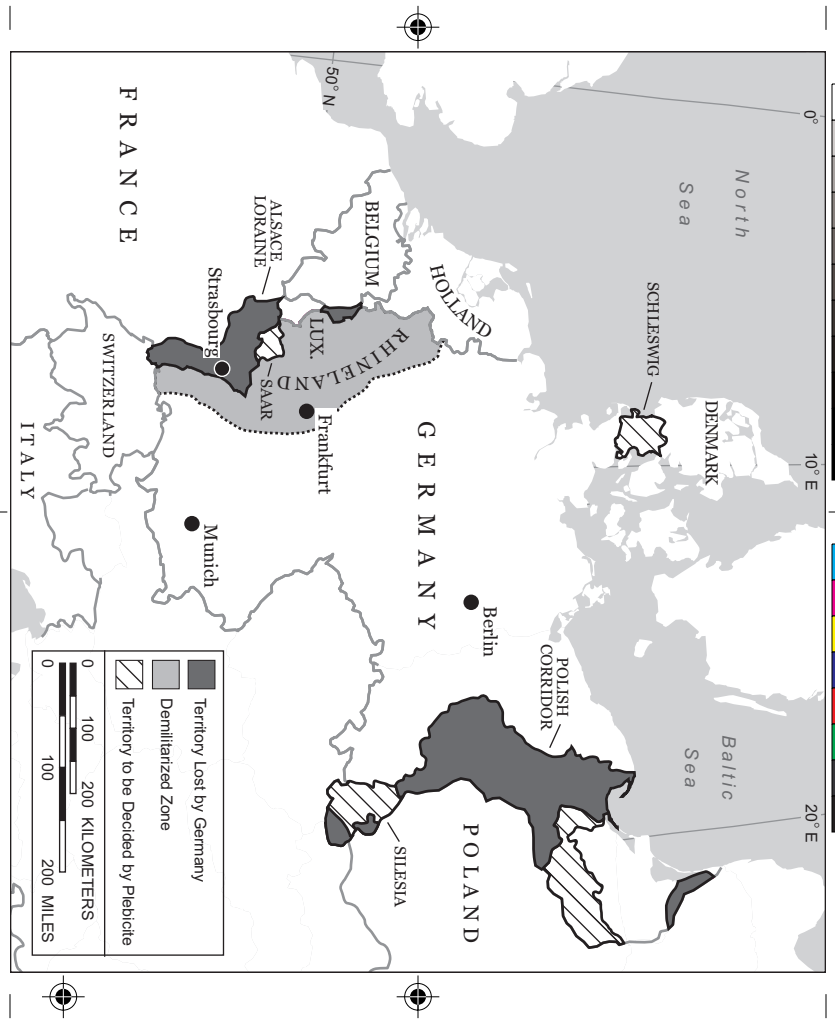 0°
10° E
20° E
50° N
North
Sea
Baltic
Sea
SCHLESWIG
DENMARK
HOLLAND
BELGIUM
LUX.
RHINELAND
GERMANY
Berlin
POLISH
CORRIDOR
POLAND
SILESIA
ALSACE
LORAINE
SAAR
Frankfurt
Strasbourg
Munich
FRANCE
SWITZERLAND
ITALY
Territory Lost by Germany
Demilitarized Zone
Territory to be Decided by Plebicite
0 100 200 KILOMETERS
0 100 200 MILES